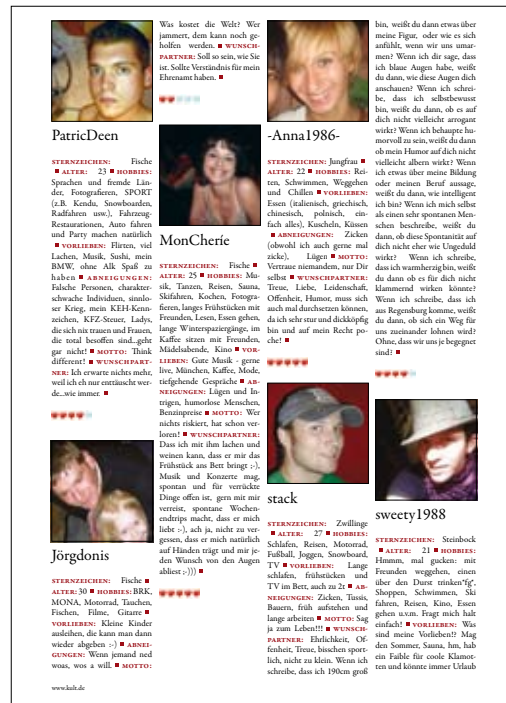 PatricDeen
STERNZEICHEN: Fische
■ ALTER: 23 ■ HOBBIES:
Sprachen und fremde Län-
der, Fotografieren, SPORT
(z.B. Kendu, Snowboarden,
Radfahren usw.), Fahrzeug-
Restaurationen, Auto fahren
und Party machen natürlich
■ VORLIEBEN: Flirten, viel
Lachen, Musik, Sushi, mein
BMW, ohne Alk Spaß zu
haben ■ ABNEIGUNGEN:
Falsche Personen, charakter-
schwache Individuen, sinnlo-
ser Krieg, mein KEH-Kenn-
zeichen, KFZ-Steuer, Ladys,
die sich nix trauen und Frauen,
die total besoffen sind...geht
gar nicht! ■ MOTTO: Think
different! ■ WUNSCHPART-
NER: Ich erwarte nichts mehr,
weil ich eh nur enttäuscht wer-
de...wie immer. ■
Jörgdonis
STERNZEICHEN: Fische ■
ALTER: 30 ■ HOBBIES: BRK,
MONA, Motorrad, Tauchen,
Fischen, Filme, Gitarre ■
VORLIEBEN: Kleine Kinder
ausleihen, die kann man dann
wieder abgeben :-) ■ ABNEI-
GUNGEN: Wenn jemand ned
woas, wos a will. ■ MOTTO:
Was kostet die Welt? Wer
jammert, dem kann noch ge-
holfen werden. ■ WUNSCH-
PARTNER: Soll so sein, wie Sie
ist. Sollte Verständnis für mein
Ehrenamt haben. ■
MonCheríe
STERNZEICHEN: Fische ■
ALTER: 25 ■ HOBBIES: Mu-
sik, Tanzen, Reisen, Sauna,
Skifahren, Kochen, Fotogra-
fieren, langes Frühstücken mit
Freunden, Lesen, Essen gehen,
lange Winterspaziergänge, im
Kaffee sitzen mit Freunden,
Mädelsabende, Kino ■ VOR-
LIEBEN: Gute Musik - gerne
live, München, Kaffee, Mode,
tiefgehende Gespräche ■ AB-
NEIGUNGEN: Lügen und In-
trigen, humorlose Menschen,
Benzinpreise ■ MOTTO: Wer
nichts riskiert, hat schon ver-
loren! ■ WUNSCHPARTNER:
Dass ich mit ihm lachen und
weinen kann, dass er mir das
Frühstück ans Bett bringt ;-),
Musik und Konzerte mag,
spontan und für verrückte
Dinge offen ist, gern mit mir
verreist, spontane Wochen-
endtrips macht, dass er mich
liebt :-), ach ja, nicht zu ver-
gessen, dass er mich natürlich
auf Händen trägt und mir je-
den Wunsch von den Augen
abliest ;-))) ■
-Anna1986-
STERNZEICHEN: Jungfrau ■
ALTER: 22 ■ HOBBIES: Rei-
ten, Schwimmen, Weggehen
und Chillen ■ VORLIEBEN:
Essen (italienisch, griechisch,
chinesisch, polnisch, ein-
fach alles), Kuscheln, Küssen
■ ABNEIGUNGEN: Zicken
(obwohl ich auch gerne mal
zicke), Lügen ■ MOTTO:
Vertraue niemandem, nur Dir
selbst ■ WUNSCHPARTNER:
Treue, Liebe, Leidenschaft,
Offenheit, Humor, muss sich
auch mal durchsetzen können,
da ich sehr stur und dickköpfig
bin und auf mein Recht po-
che! ■
stack
STERNZEICHEN: Zwillinge
■ ALTER: 27 ■ HOBBIES:
Schlafen, Reisen, Motorrad,
Fußball, Joggen, Snowboard,
TV ■ VORLIEBEN: Lange
schlafen, frühstücken und
TV im Bett, auch zu 2t ■ AB-
NEIGUNGEN: Zicken, Tussis,
Bauern, früh aufstehen und
lange arbeiten ■ MOTTO: Sag
ja zum Leben!!! ■ WUNSCH-
PARTNER: Ehrlichkeit, Of-
fenheit, Treue, bisschen sport-
lich, nicht zu klein. Wenn ich
schreibe, dass ich 190cm groß
bin, weißt du dann etwas über
meine Figur, oder wie es sich
anfühlt, wenn wir uns umar-
men? Wenn ich dir sage, dass
ich blaue Augen habe, weißt
du dann, wie diese Augen dich
anschauen? Wenn ich schrei-
be, dass ich selbstbewusst
bin, weißt du dann, ob es auf
dich nicht vielleicht arrogant
wirkt? Wenn ich behaupte hu-
morvoll zu sein, weißt du dann
ob mein Humor auf dich nicht
vielleicht albern wirkt? Wenn
ich etwas über meine Bildung
oder meinen Beruf aussage,
weißt du dann, wie intelligent
ich bin? Wenn ich mich selbst
als einen sehr spontanen Men-
schen beschreibe, weißt du
dann, ob diese Spontanität auf
dich nicht eher wie Ungeduld
wirkt? Wenn ich schreibe,
dass ich warmherzig bin, weißt
du dann ob es für dich nicht
klammernd wirken könnte?
Wenn ich schreibe, dass ich
aus Regensburg komme, weißt
du dann, ob sich ein Weg für
uns zueinander lohnen wird?
Ohne, dass wir uns je begegnet
sind? ■
sweety1988
STERNZEICHEN: Steinbock
■ ALTER: 21 ■ HOBBIES:
Hmmm, mal gucken: mit
Freunden weggehen, einen
über den Durst trinken*fg*,
Shoppen, Schwimmen, Ski
fahren, Reisen, Kino, Essen
gehen u.v.m. Fragt mich halt
einfach! ■ VORLIEBEN: Was
sind meine Vorlieben!? Mag
den Sommer, Sauna, hm, hab
ein Faible für coole Klamot-
ten und könnte immer Urlaub
www.kult.de